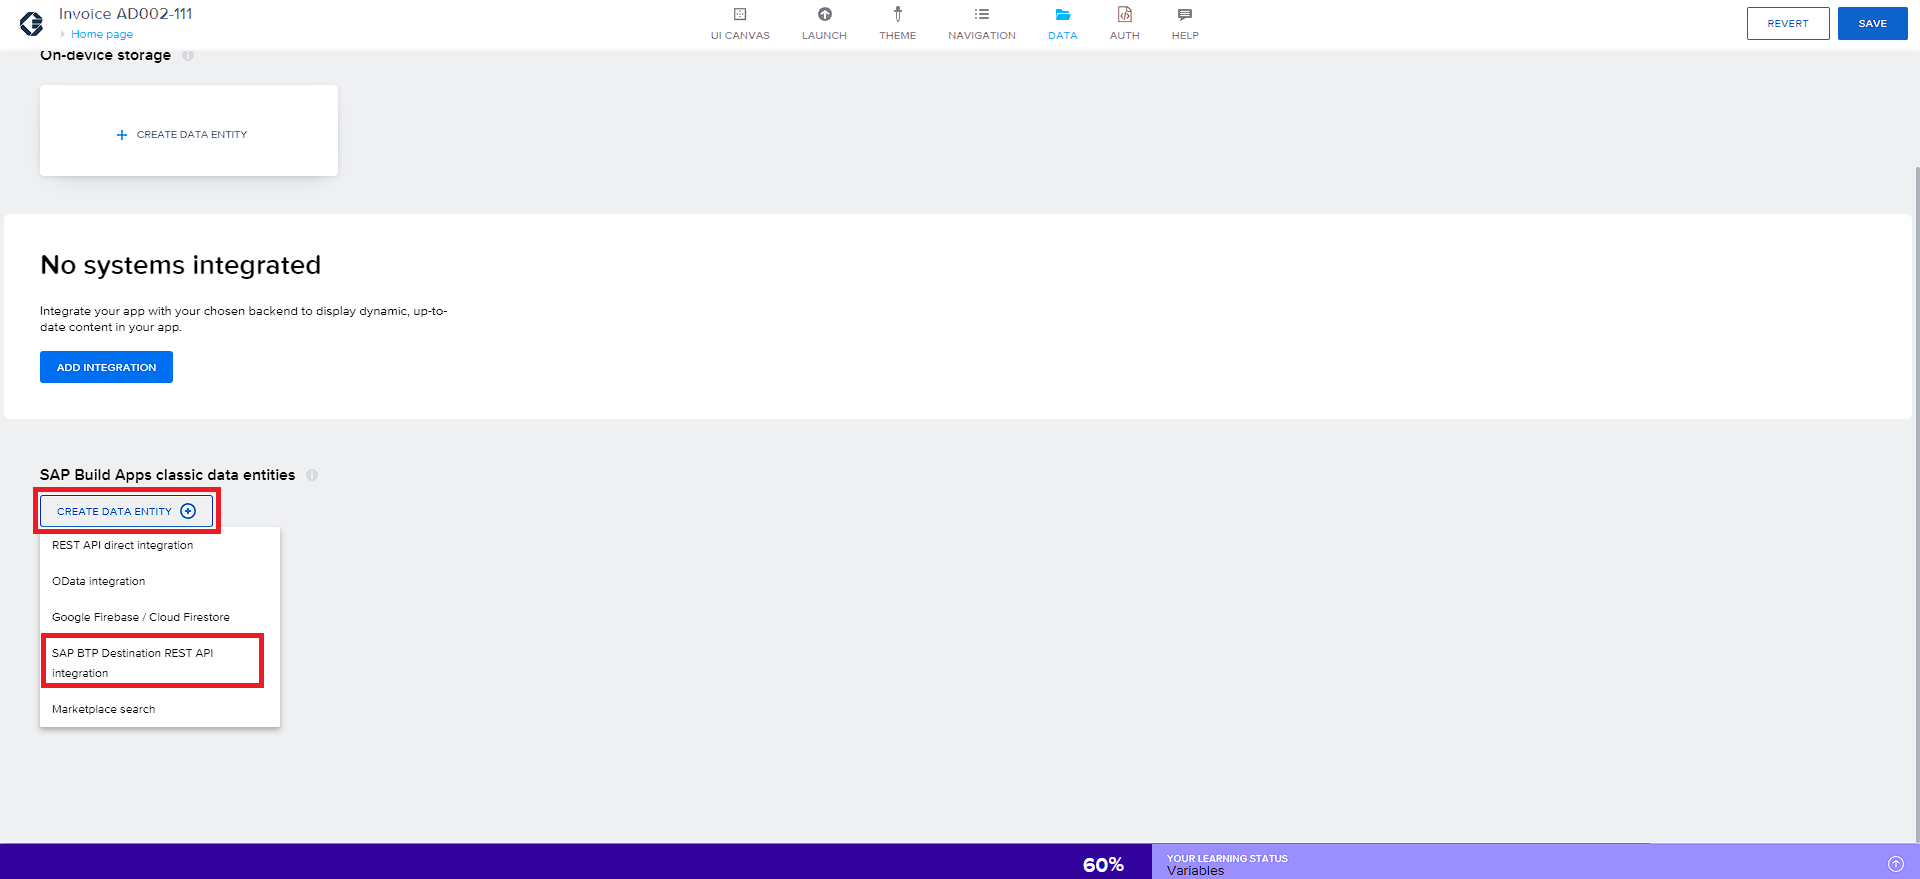 Invoice AD002-111
Home page
UI CANVAS
LAUNCH
THEME
NAVIGATION
DATA
AUTH
HELP
REVERT
SAVE
On-device storage
CREATE DATA ENTITY
No systems integrated
Integrate your app with your chosen backend to display dynamic, up-to-
date content in your app.
ADD INTEGRATION
SAP Build Apps classic data entities
CREATE DATA ENTITY
REST API direct integration
OData integration
Google Firebase / Cloud Firestore
SAP BTP Destination REST API
integration
Marketplace search
60%
YOUR LEARNING STATUS
Variables